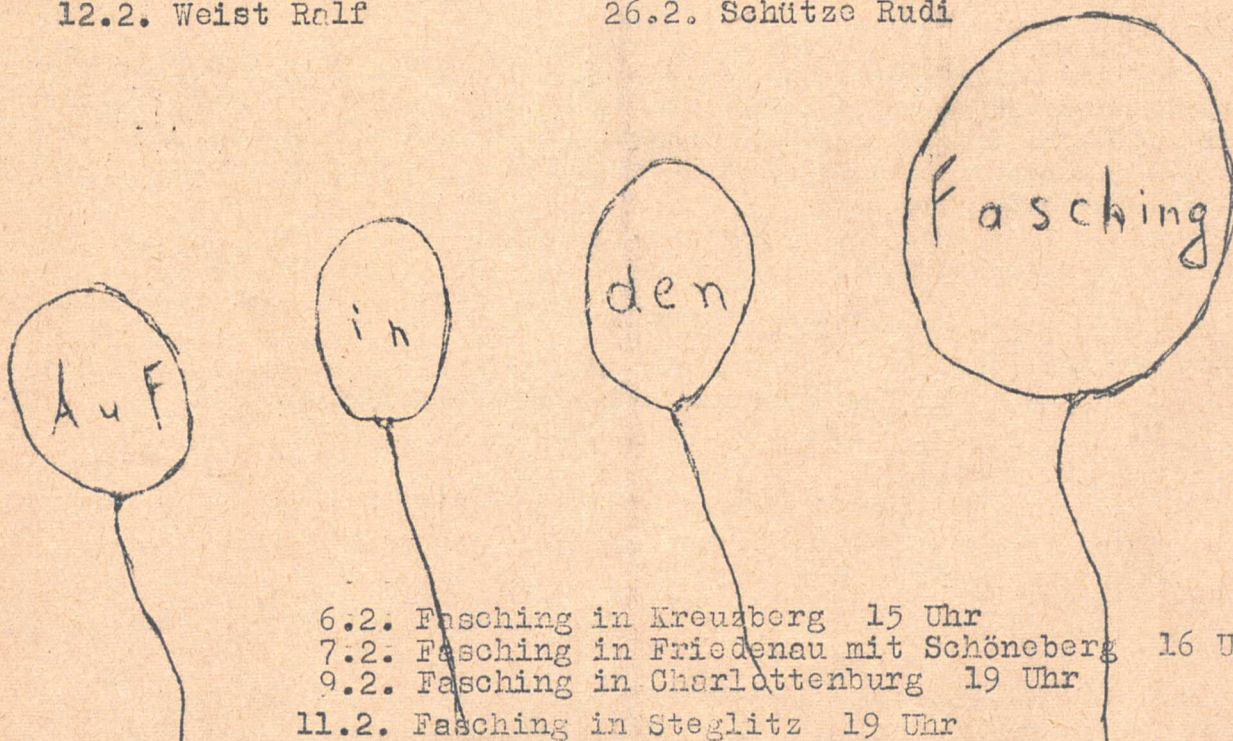 12.2. Weist Ralf 26.2. Schütze Rudi
Auf in den Fasching
6.2. Fasching in Kreuzberg 15 Uhr
7.2. Fasching in Friedenau mit Schöneberg 16 U
9.2. Fasching in Charlottenburg 19 Uhr
11.2. Fasching in Steglitz 19 Uhr